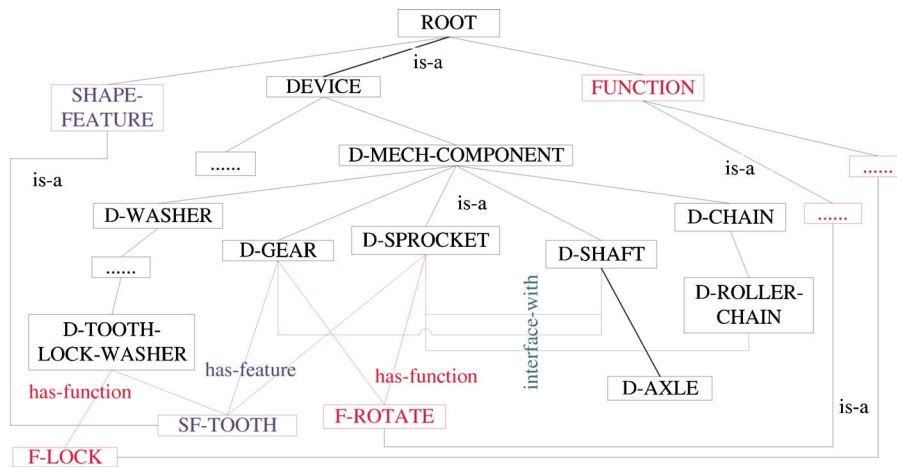 ROOT
is-a
SHAPE-
FEATURE
DEVICE
FUNCTION
......
D-MECH-COMPONENT
is-a
......
is-a
is-a
D-WASHER
......
D-CHAIN
D-GEAR
D-SPROCKET
D-SHAFT
......
D-ROLLER-
CHAIN
D-TOOTH-
LOCK-WASHER
interface-with
has-feature
has-function
has-function
D-AXLE
is-a
SF-TOOTH
F-ROTATE
F-LOCK